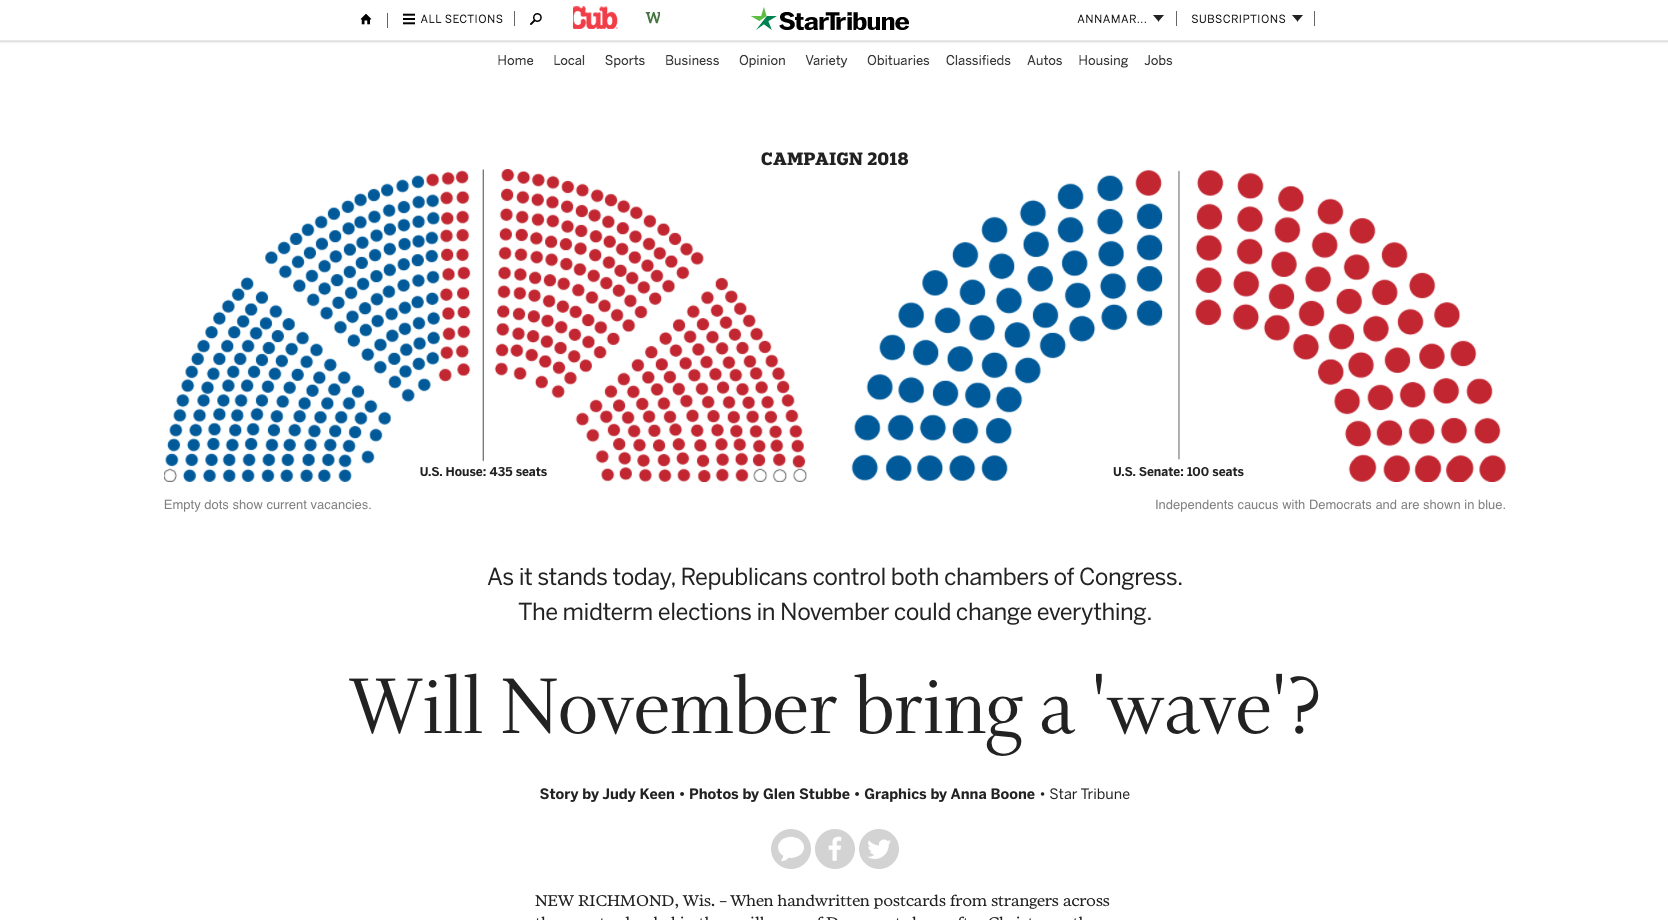 ALL SECTIONS
Cub
W
StarTribune
ANNAMAR...
SUBSCRIPTIONS
Home Local Sports Business Opinion Variety Obituaries Classifieds Autos Housing Jobs
CAMPAIGN 2018
U.S. House: 435 seats
U.S. Senate: 100 seats
Empty dots show current vacancies.
Independents caucus with Democrats and are shown in blue.
As it stands today, Republicans control both chambers of Congress.
The midterm elections in November could change everything.
Will November bring a 'wave'?
Story by Judy Keen • Photos by Glen Stubbe • Graphics by Anna Boone • Star Tribune
NEW RICHMOND, Wis. – When handwritten postcards from strangers across